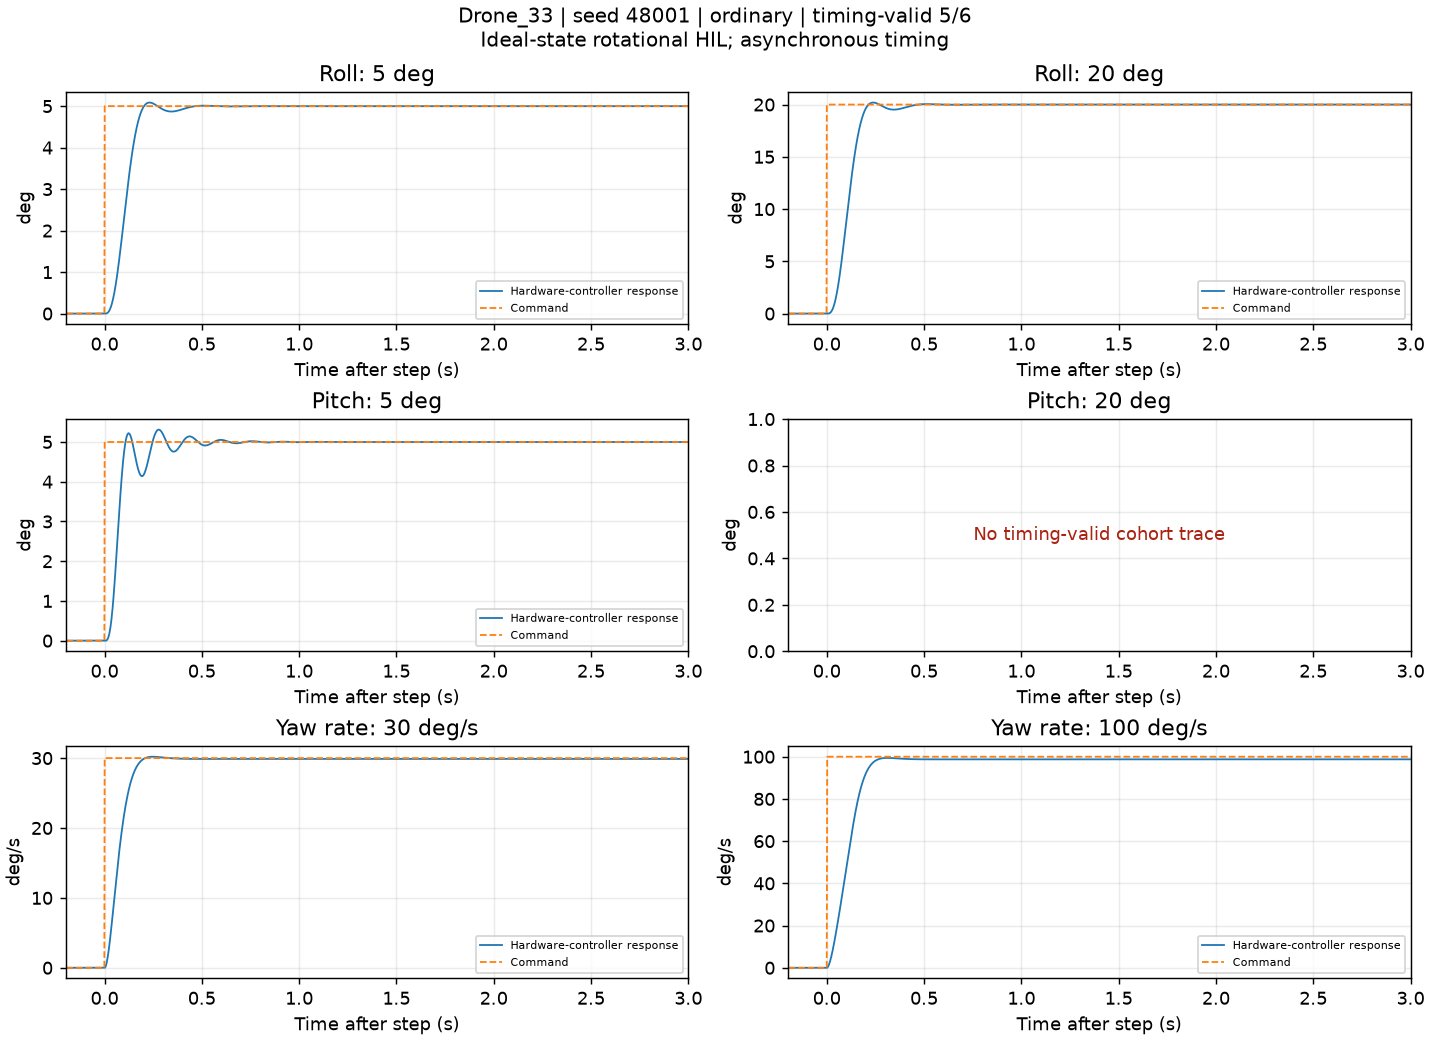 Drone_33 | seed 48001 | ordinary | timing-valid 5/6
Ideal-state rotational HIL; asynchronous timing
Roll: 5 deg
deg
5
4
3
2
1
0
Hardware-controller response
Command
0.0 0.5 1.0 1.5 2.0 2.5 3.0
Time after step (s)
Roll: 20 deg
deg
20
15
10
5
0
Hardware-controller response
Command
0.0 0.5 1.0 1.5 2.0 2.5 3.0
Time after step (s)
Pitch: 5 deg
deg
5
4
3
2
1
0
Hardware-controller response
Command
0.0 0.5 1.0 1.5 2.0 2.5 3.0
Time after step (s)
Pitch: 20 deg
deg
1.0
0.8
0.6
0.4
0.2
0.0
No timing-valid cohort trace
0.0 0.5 1.0 1.5 2.0 2.5 3.0
Time after step (s)
Yaw rate: 30 deg/s
deg/s
30
20
10
0
Hardware-controller response
Command
0.0 0.5 1.0 1.5 2.0 2.5 3.0
Time after step (s)
Yaw rate: 100 deg/s
deg/s
100
80
60
40
20
0
Hardware-controller response
Command
0.0 0.5 1.0 1.5 2.0 2.5 3.0
Time after step (s)